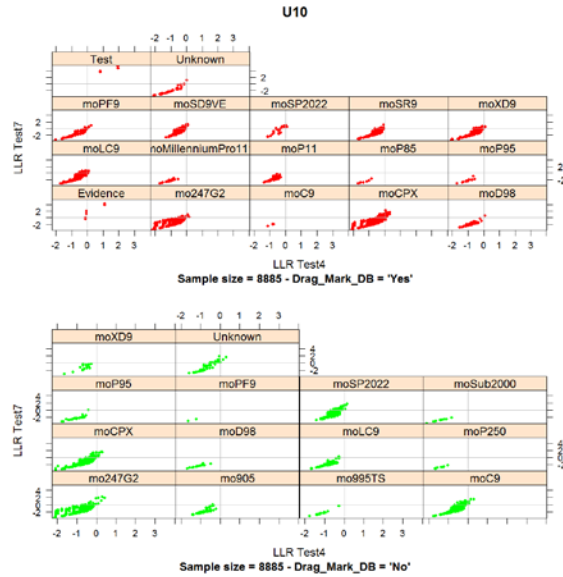 U10
-2 -1 0 1 2 3
Test Unknown
2
-2
moPF9 moSD9VE moSP2022 moSR9 moXD9
2
-2
moLC9 noMillenniumPro11 moP11 moP85 moP95
2
-2
Evidence mo247G2 moC9 moCPX moD98
2
-2
LLR Test7
-2 -1 0 1 2 3 -2 -1 0 1 2 3 -2 -1 0 1 2 3
LLR Test4
Sample size = 8885 - Drag_Mark_DB = 'Yes'
-2 -1 0 1 2 3
moXD9 Unknown
4
-2
moP95 moPF9 moSP2022 moSub2000
moCPX moD98 moLC9 moP250
mo247G2 mo905 mo995TS moC9
LLR Test7
-2 -1 0 1 2 3 -2 -1 0 1 2 3
LLR Test4
Sample size = 8885 - Drag_Mark_DB = 'No'